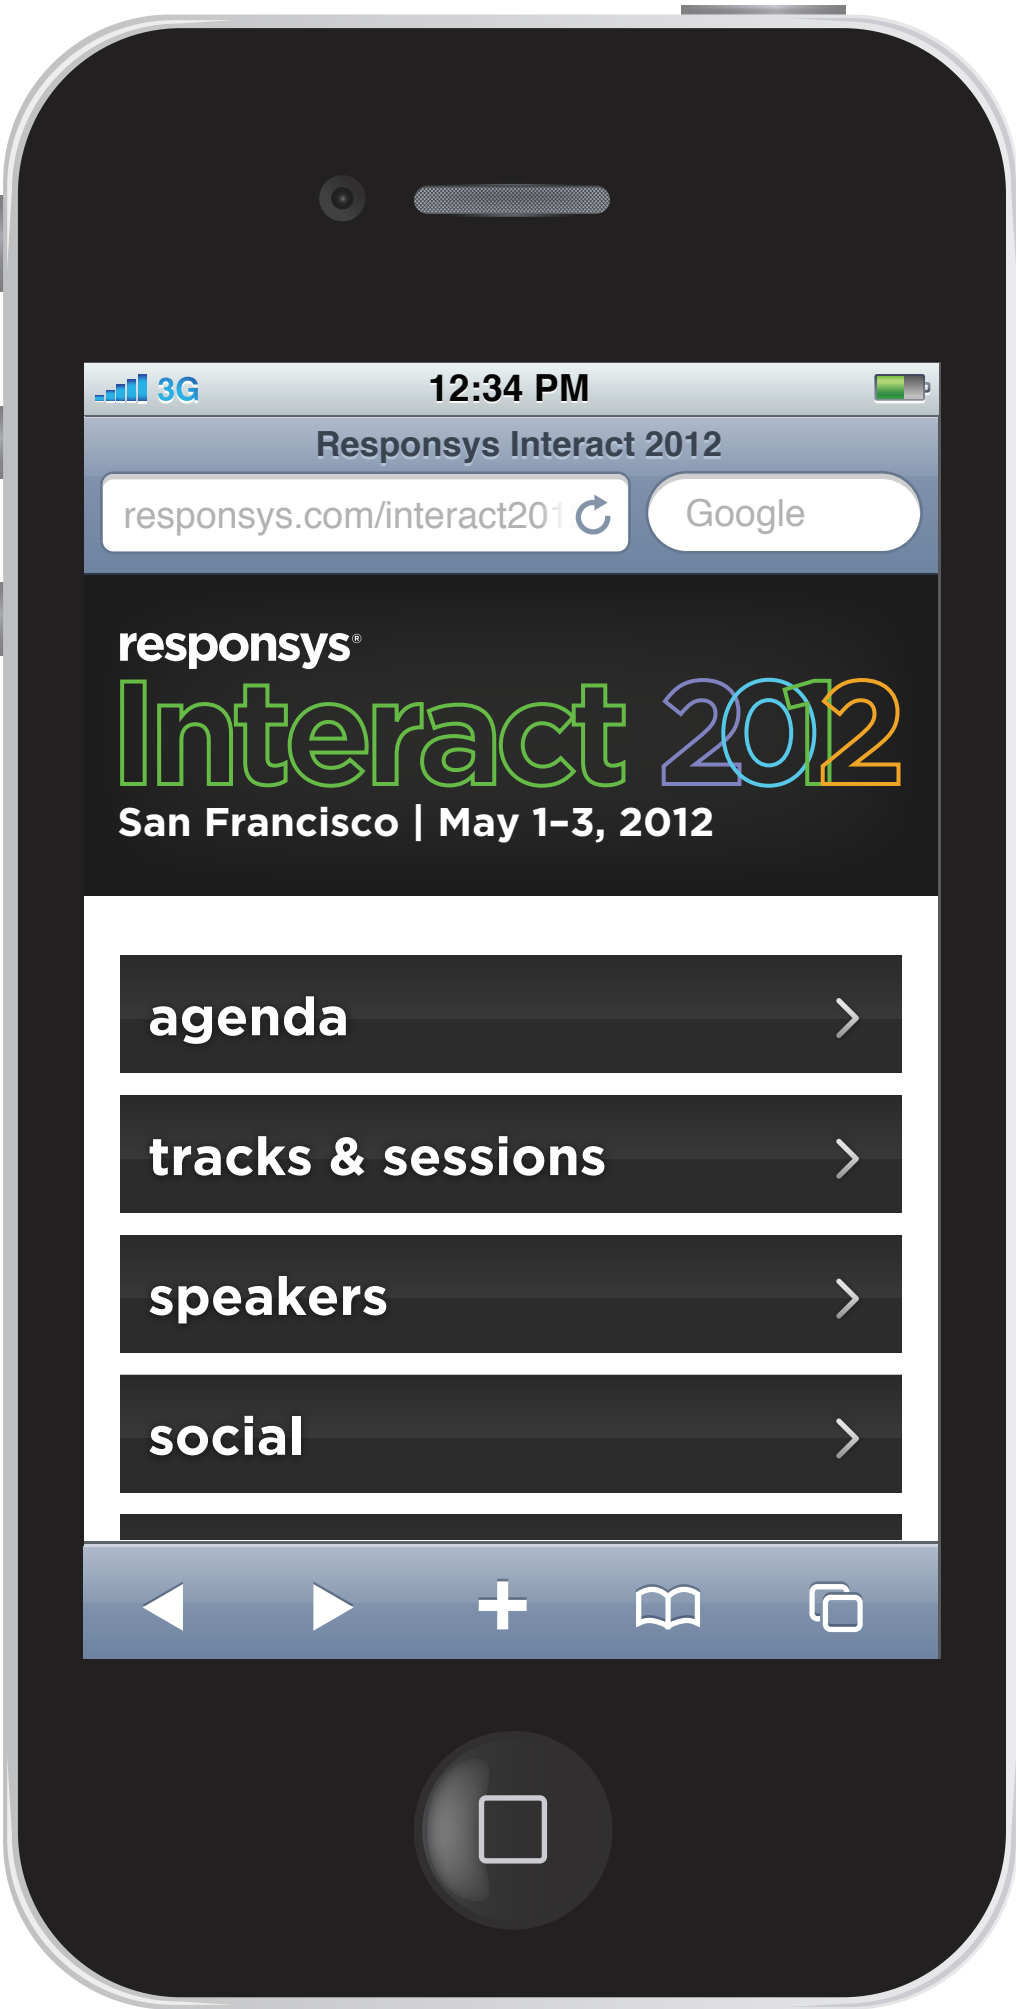 3G 12:34 PM
Responsys Interact 2012
responsys.com/interact201 Google
responsys®
Interact 2012
San Francisco | May 1–3, 2012
agenda
tracks & sessions
speakers
social